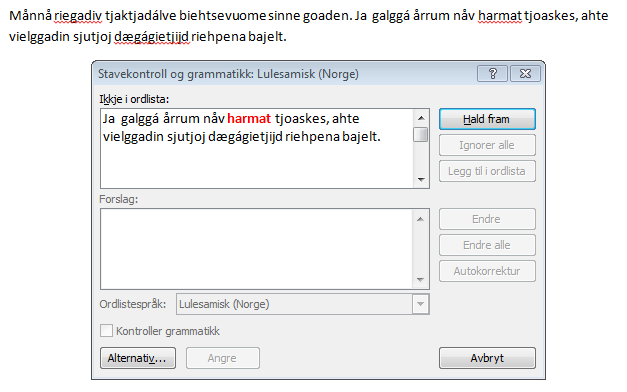 Månnå riegadiv tjaktjadálve biehtsevuome sinne goaden. Ja galggá årrum nåv harmat tjoaskes, ahte
vielggadin sjutjoj dægágietjijd riehpena bajelt.
Stavekontroll og grammatikk: Lulesamisk (Norge)
Ikkje i ordlista:
Ja galggá årrum nåv harmat tjoaskes, ahte
vielggadin sjutjoj dægágietjijd riehpena bajelt.
Hald fram
Ignorer alle
Legg til i ordlista
Forslag:
Endre
Endre alle
Autokorrektur
Ordlistespråk: Lulesamisk (Norge)
Kontroller grammatikk
Alternativ... Angre Avbryt